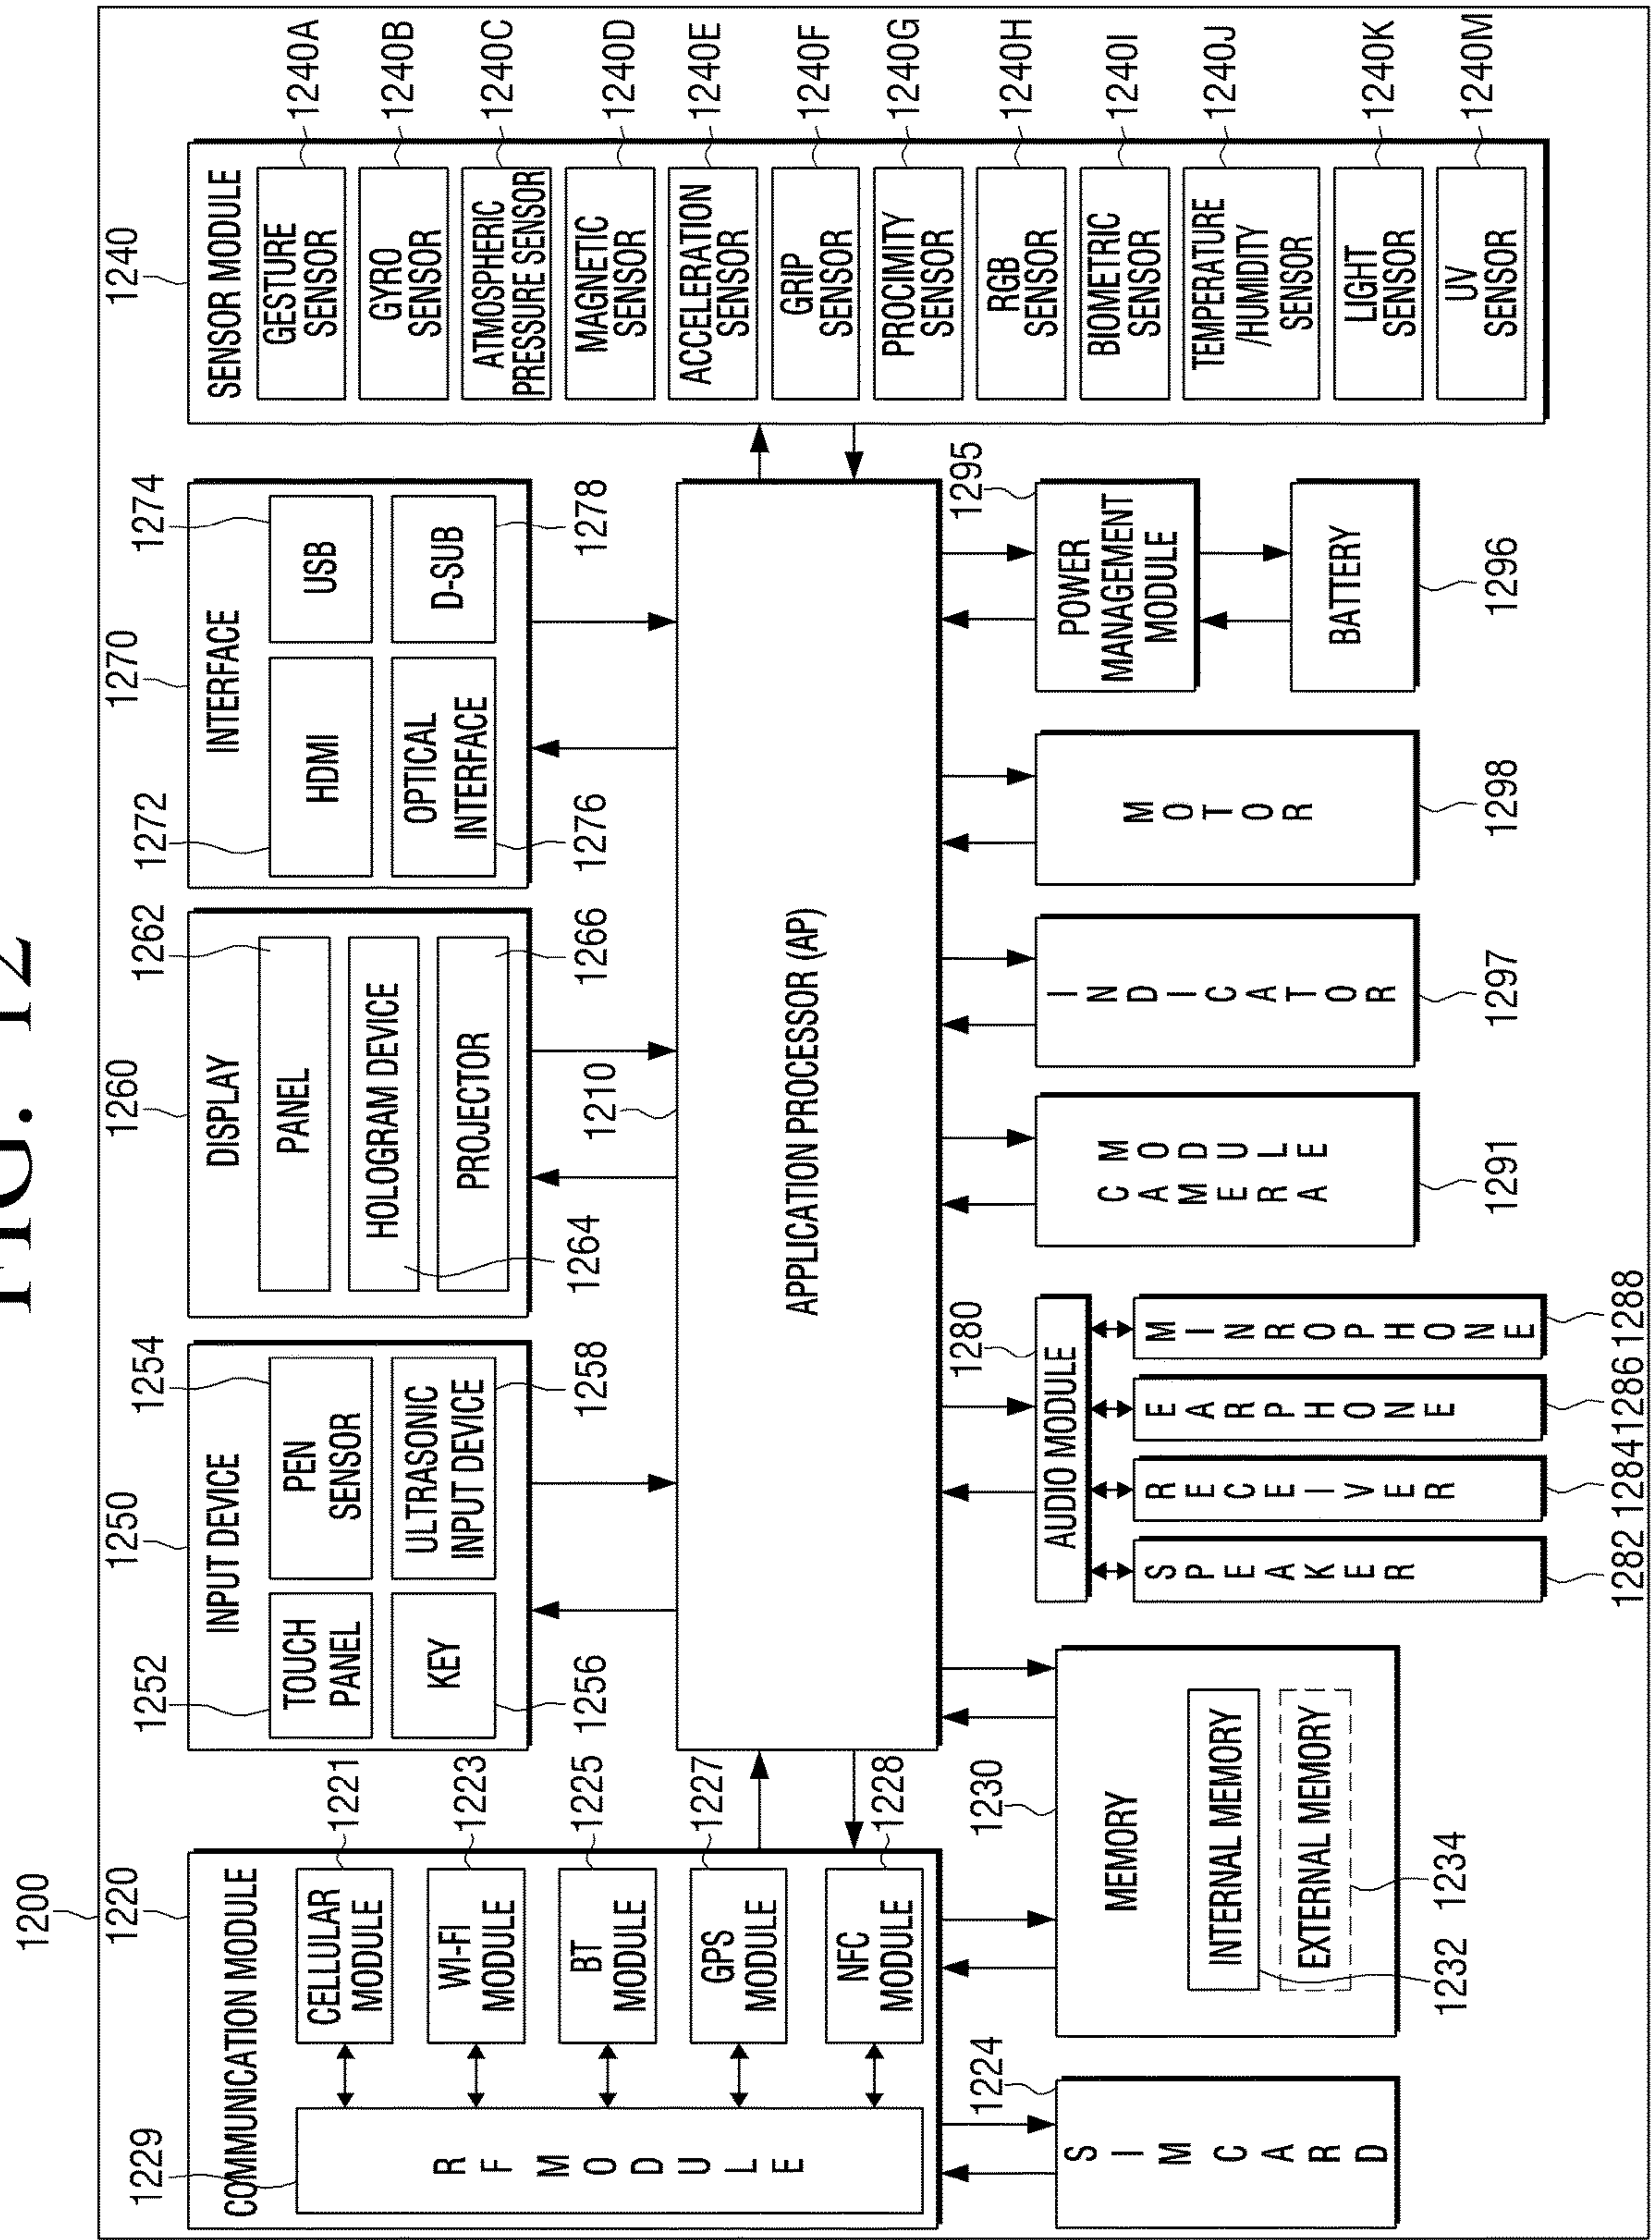 FIG. 12
1200
1220
COMMUNICATION MODULE
1229
RF MODULE
CELLULAR
MODULE
1221
WI-FI
MODULE
1223
BT
MODULE
1225
GPS
MODULE
1227
NFC
MODULE
1228
1224
SIM CARD
1230
MEMORY
INTERNAL MEMORY
EXTERNAL MEMORY
1232
1234
1250
INPUT DEVICE
1252
TOUCH
PANEL
1254
PEN
SENSOR
KEY
1256
ULTRASONIC
INPUT DEVICE
1258
1260
DISPLAY
1262
PANEL
HOLOGRAM DEVICE
PROJECTOR
1264
1266
1270
INTERFACE
1272
HDMI
1274
USB
OPTICAL
INTERFACE
1276
D-SUB
1278
1210
APPLICATION PROCESSOR (AP)
1280
AUDIO MODULE
SPEAKER
1282
RECEIVER
1284
EARPHONE
1286
MINROPHONE
1288
CAMERA
MODULE
1291
INDICATOR
1297
MOTOR
1298
1295
POWER
MANAGEMENT
MODULE
BATTERY
1296
1240
SENSOR MODULE
GESTURE
SENSOR
1240A
GYRO
SENSOR
1240B
ATMOSPHERIC
PRESSURE SENSOR
1240C
MAGNETIC
SENSOR
1240D
ACCELERATION
SENSOR
1240E
GRIP
SENSOR
1240F
PROCIMITY
SENSOR
1240G
RGB
SENSOR
1240H
BIOMETRIC
SENSOR
1240I
TEMPERATURE
/HUMIDITY
SENSOR
1240J
LIGHT
SENSOR
1240K
UV
SENSOR
1240M